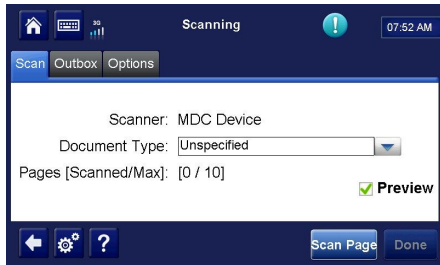 3G
Scanning
!
07:52 AM
Scan Outbox Options
Scanner: MDC Device
Document Type: Unspecified
Pages [Scanned/Max]: [0 / 10]
Preview
?
Scan Page
Done